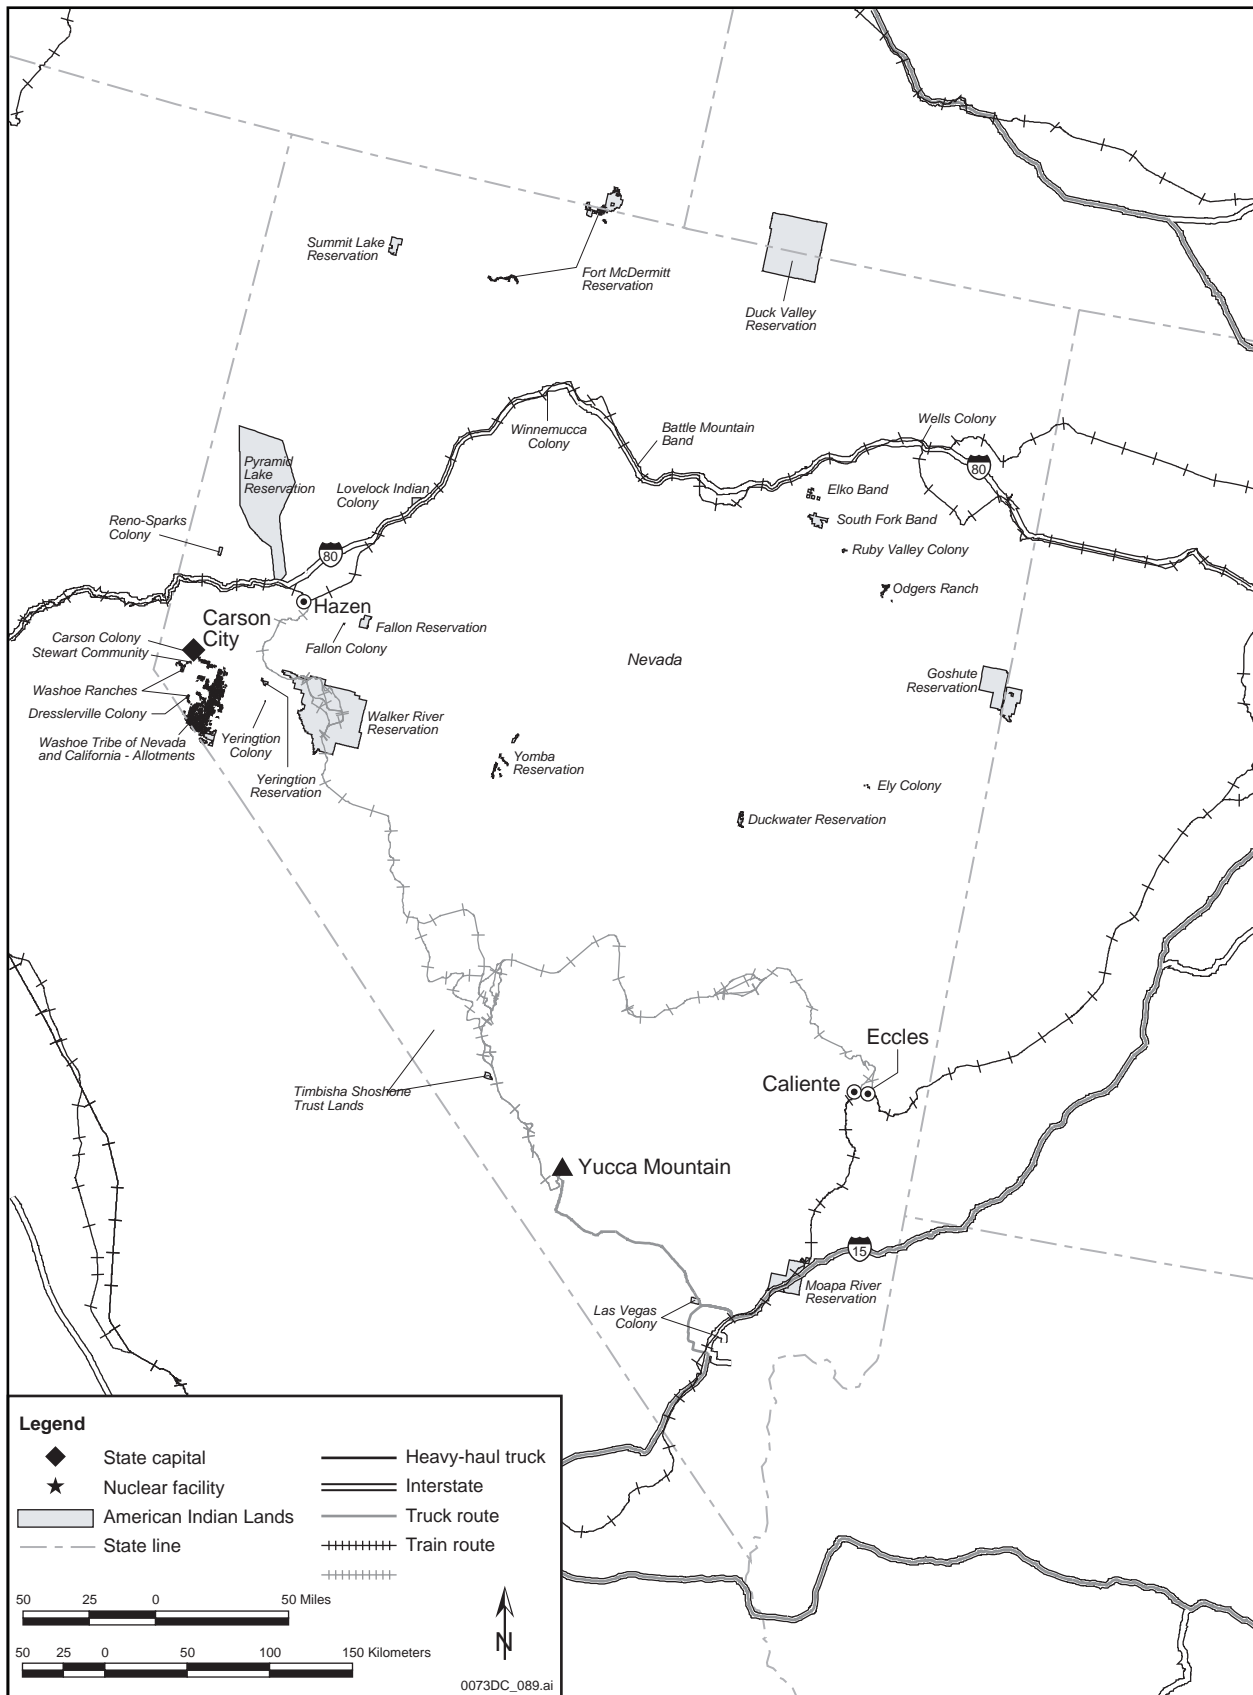 Summit Lake
Reservation
Fort McDermitt
Reservation
Duck Valley
Reservation
Winnemucca
Colony
Battle Mountain
Band
Wells Colony
80
Pyramid
Lake
Reservation
Lovelock Indian
Colony
Elko Band
South Fork Band
Reno-Sparks
Colony
80
Ruby Valley Colony
Odgers Ranch
Hazen
Carson
City
Fallon Reservation
Fallon Colony
Carson Colony
Stewart Community
Nevada
Goshute
Reservation
Washoe Ranches
Dresslerville Colony
Walker River
Reservation
Washoe Tribe of Nevada
and California - Allotments
Yeringtion
Colony
Yomba
Reservation
Yeringtion
Reservation
Ely Colony
Duckwater Reservation
Eccles
Caliente
Timbisha Shoshone
Trust Lands
Yucca Mountain
15
Moapa River
Reservation
Las Vegas
Colony
Legend
State capital
Nuclear facility
American Indian Lands
State line
Heavy-haul truck
Interstate
Truck route
Train route
50 25 0 50 Miles
50 25 0 50 100 150 Kilometers
N
0073DC_089.ai